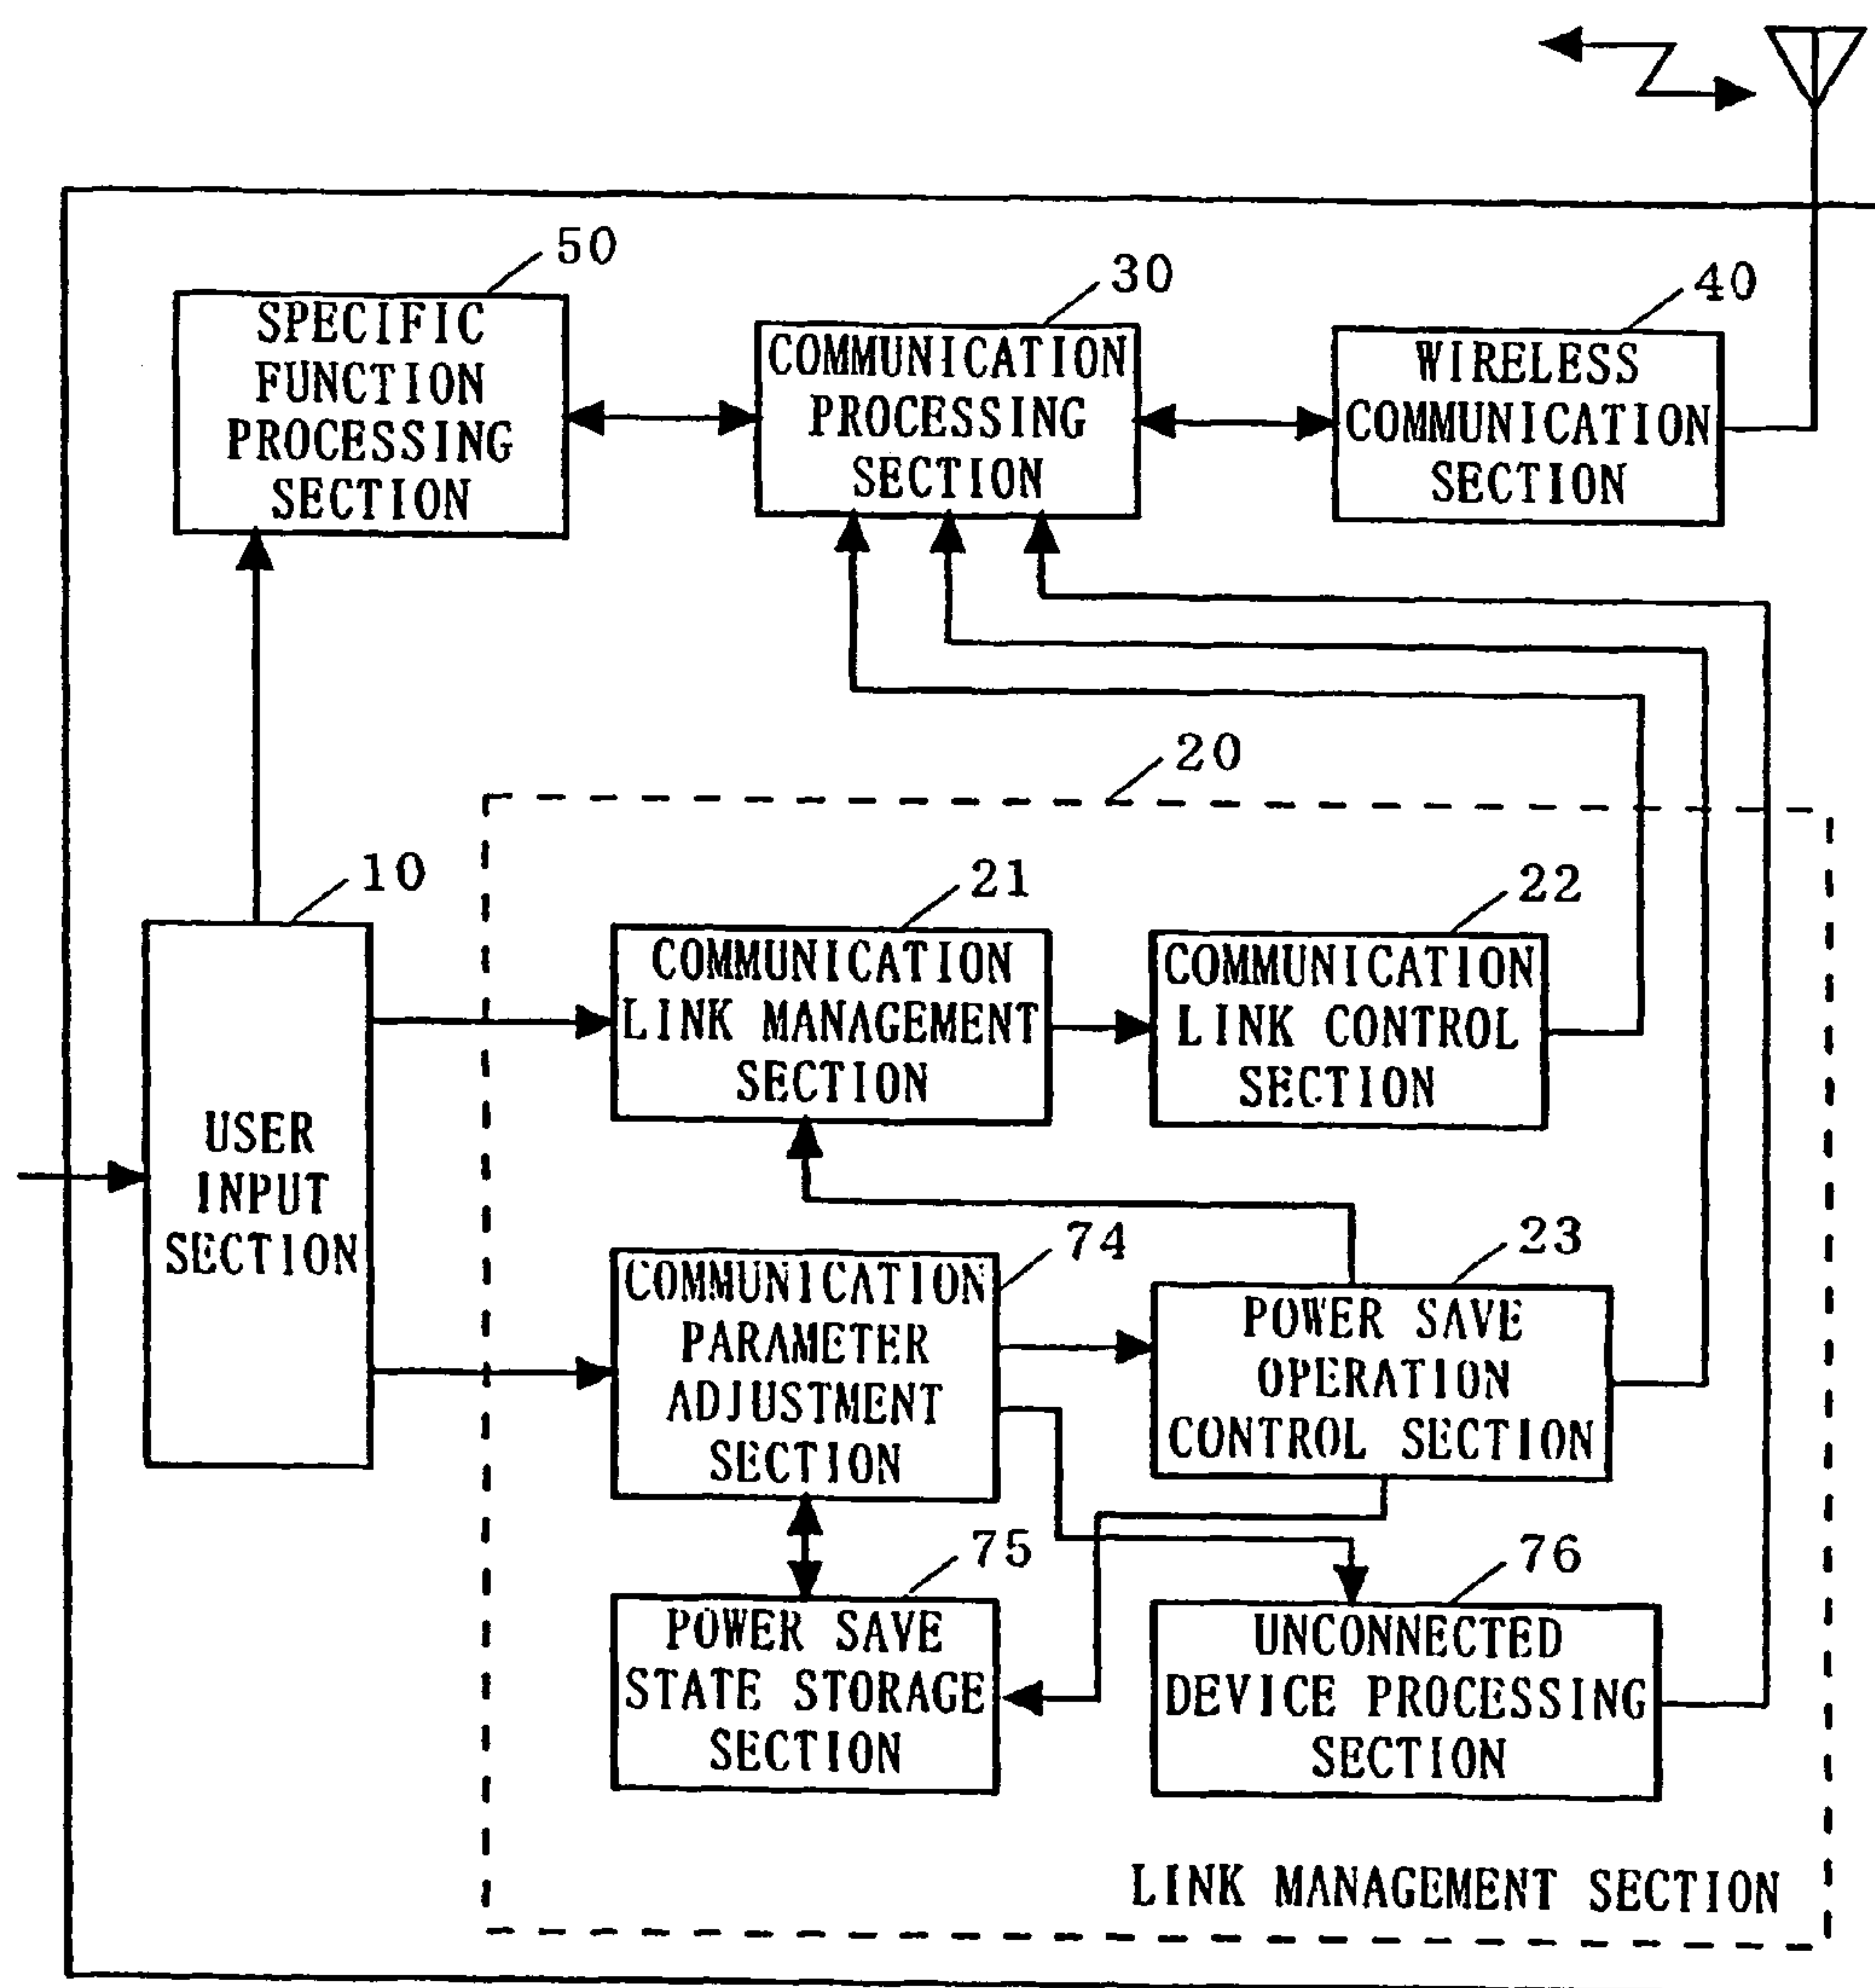 50
SPECIFIC
FUNCTION
PROCESSING
SECTION
30
COMMUNICATION
PROCESSING
SECTION
40
WIRELESS
COMMUNICATION
SECTION
20
10
USER
INPUT
SECTION
21
COMMUNICATION
LINK MANAGEMENT
SECTION
22
COMMUNICATION
LINK CONTROL
SECTION
74
COMMUNICATION
PARAMETER
ADJUSTMENT
SECTION
23
POWER SAVE
OPERATION
CONTROL SECTION
75
POWER SAVE
STATE STORAGE
SECTION
76
UNCONNECTED
DEVICE PROCESSING
SECTION
LINK MANAGEMENT SECTION